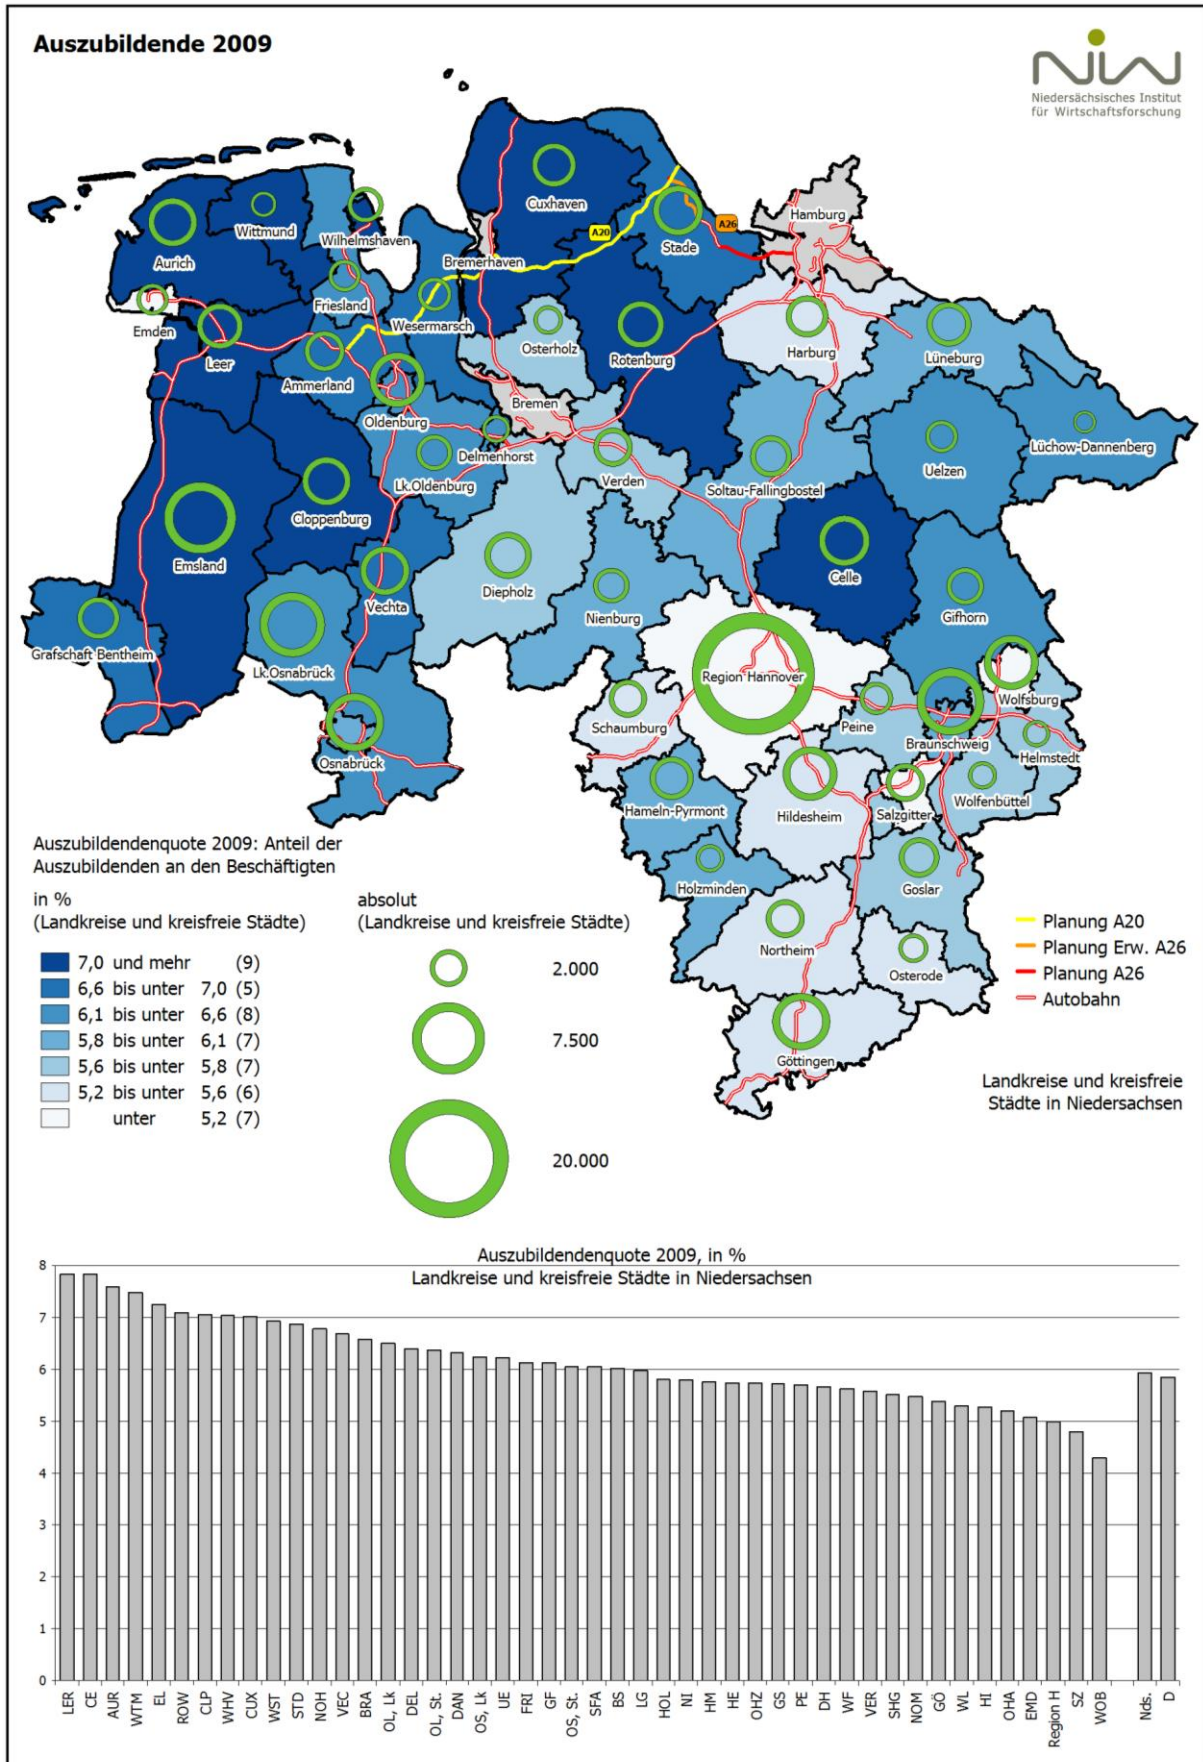 Auszubildende 2009
NIW
Niedersächsisches Institut
für Wirtschaftsforschung
Cuxhaven
Hamburg
Wittmund
Wilhelmshaven
A26
Stade
A20
Aurich
Bremerhaven
Friesland
Emden
Wesermarsch
Leer
Osterholz
Rotenburg
Harburg
Lüneburg
Ammerland
Bremen
Oldenburg
Delmenhorst
Lüchow-Dannenberg
Uelzen
Lk.Oldenburg
Verden
Soltau-Fallingbostel
Cloppenburg
Emsland
Celle
Diepholz
Vechta
Nienburg
Gifhorn
Grafschaft Bentheim
Lk.Osnabrück
Region Hannover
Wolfsburg
Schaumburg
Peine
Braunschweig
Helmstedt
Osnabrück
Hameln-Pyrmont
Hildesheim
Salzgitter
Wolfenbüttel
Holzminden
Goslar
Northeim
Osterode
Göttingen
Auszubildendenquote 2009: Anteil der
Auszubildenden an den Beschäftigten
in %
(Landkreise und kreisfreie Städte)
7,0 und mehr (9)
6,6 bis unter 7,0 (5)
6,1 bis unter 6,6 (8)
5,8 bis unter 6,1 (7)
5,6 bis unter 5,8 (7)
5,2 bis unter 5,6 (6)
unter 5,2 (7)
absolut
(Landkreise und kreisfreie Städte)
2.000
7.500
20.000
Planung A20
Planung Erw. A26
Planung A26
Autobahn
Landkreise und kreisfreie
Städte in Niedersachsen
Auszubildendenquote 2009, in %
Landkreise und kreisfreie Städte in Niedersachsen
8
7
6
5
4
3
2
1
0
LER
CE
AUR
WTM
EL
ROW
CLP
WHV
CUX
WST
STD
NOH
VEC
BRA
OL, Lk
DEL
OL, St.
DAN
OS, Lk
UE
FRI
GF
OS, St.
SFA
BS
LG
HOL
NI
HM
HE
OHZ
GS
PE
DH
WF
VER
SHG
NOM
GÖ
WL
HI
OHA
EMD
Region H
SZ
WOB
Nds.
D